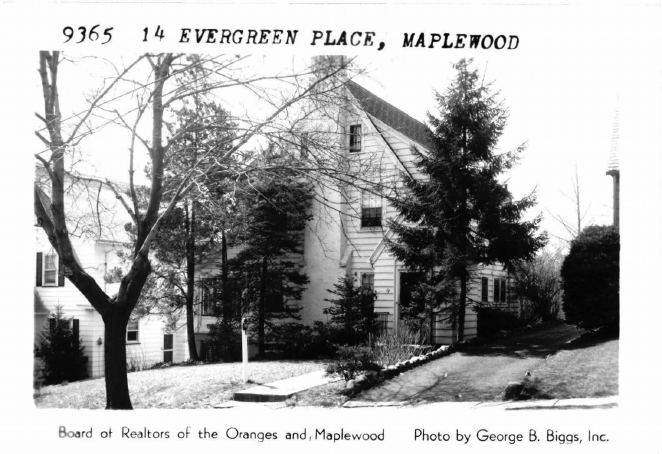 9365 14 EVERGREEN PLACE, MAPLEWOOD
Board of Realtors of the Oranges and, Maplewood Photo by George B. Biggs, Inc.